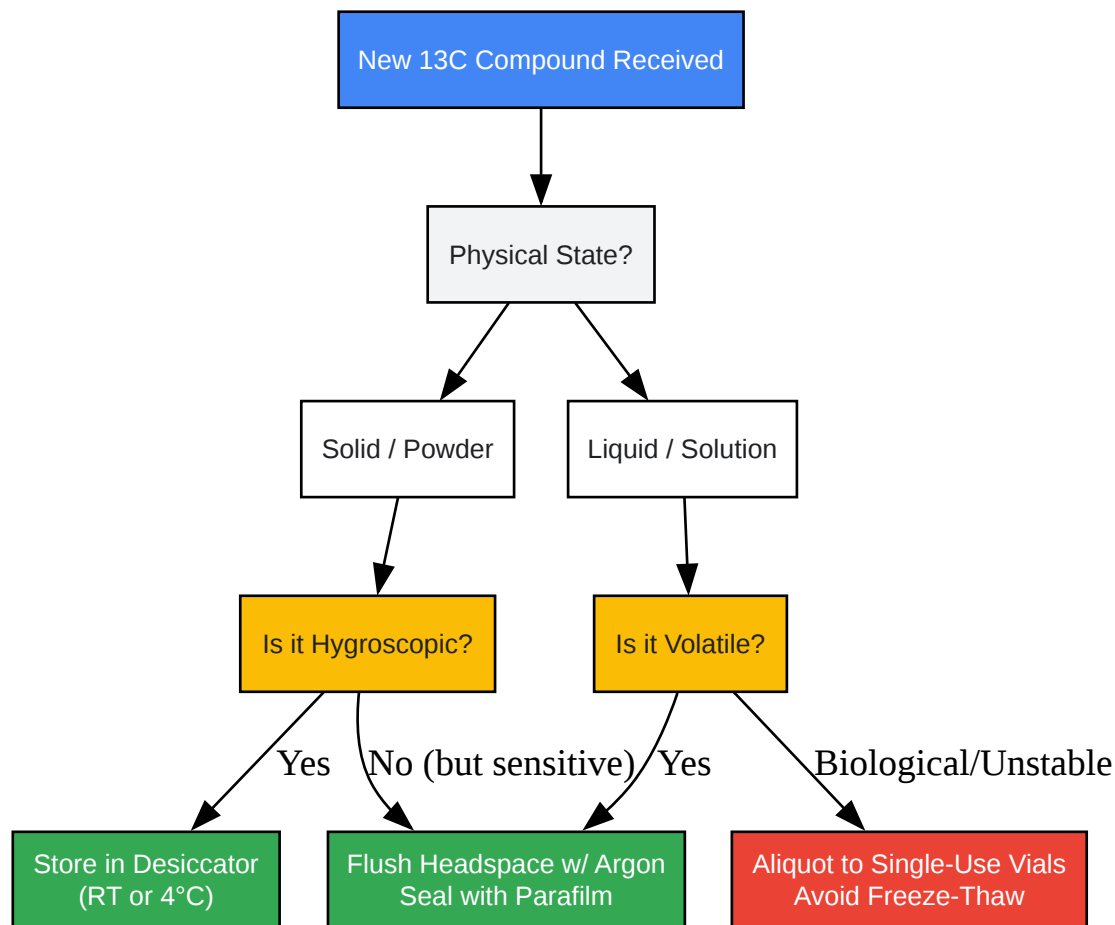 New 13C Compound Received
Physical State?
Solid / Powder
Liquid / Solution
Is it Hygroscopic?
Is it Volatile?
Yes
No (but sensitive)
Yes
Biological/Unstable
Store in Desiccator
(RT or 4°C)
Flush Headspace w/ Argon
Seal with Parafilm
Aliquot to Single-Use Vials
Avoid Freeze-Thaw